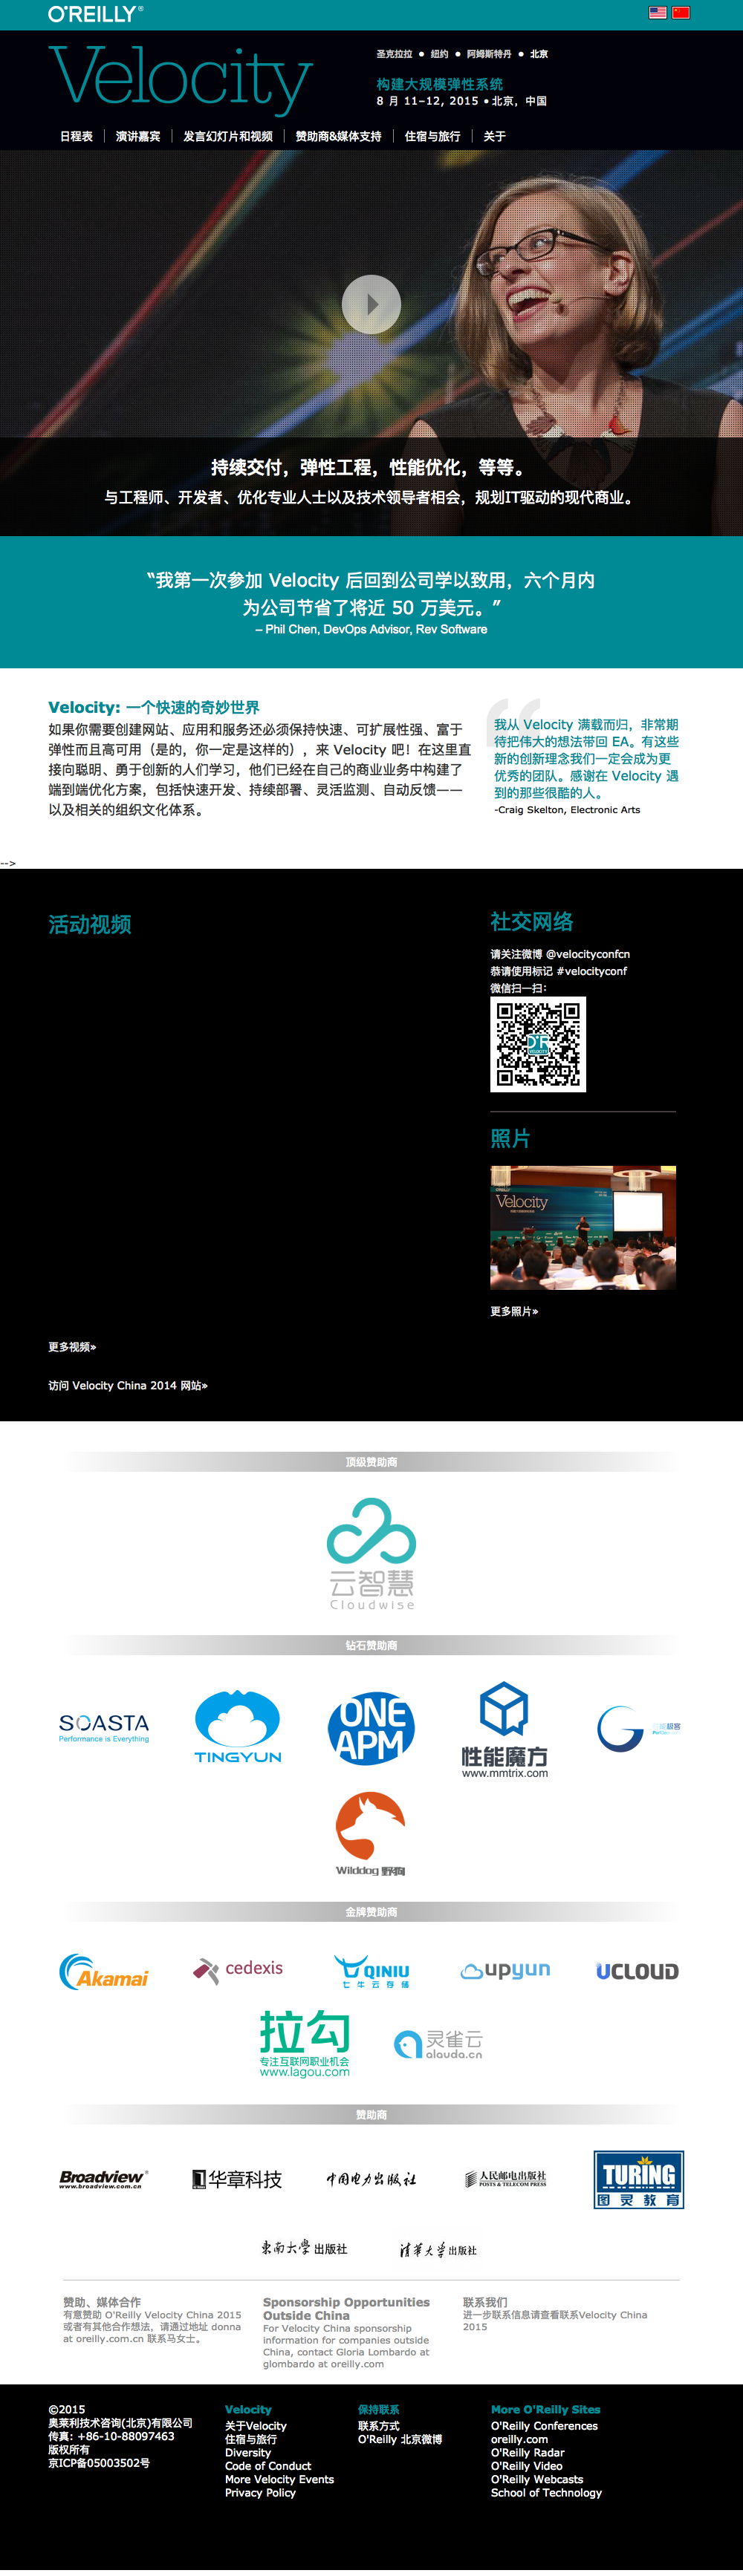 O'REILLY®
Velocity
圣克拉拉 ● 纽约 ● 阿姆斯特丹 ● 北京
构建大规模弹性系统
8 月 11–12, 2015 • 北京，中国
日程表
演讲嘉宾
发言幻灯片和视频
赞助商&媒体支持
住宿与旅行
关于
持续交付，弹性工程，性能优化，等等。
与工程师、开发者、优化专业人士以及技术领导者相会，规划IT驱动的现代商业。
“我第一次参加 Velocity 后回到公司学以致用，六个月内
为公司节省了将近 50 万美元。”
– Phil Chen, DevOps Advisor, Rev Software
Velocity: 一个快速的奇妙世界
如果你需要创建网站、应用和服务还必须保持快速、可扩展性强、富于
弹性而且高可用（是的，你一定是这样的），来 Velocity 吧！在这里直
接向聪明、勇于创新的人们学习，他们已经在自己的商业业务中构建了
端到端优化方案，包括快速开发、持续部署、灵活监测、自动反馈——
以及相关的组织文化体系。
我从 Velocity 满载而归，非常期
待把伟大的想法带回 EA。有这些
新的创新理念我们一定会成为更
优秀的团队。感谢在 Velocity 遇
到的那些很酷的人。
-Craig Skelton, Electronic Arts
-->
活动视频
更多视频»
访问 Velocity China 2014 网站»
社交网络
请关注微博 @velocityconfcn
恭请使用标记 #velocityconf
微信扫一扫：
照片
Velocity
更多照片»
顶级赞助商
云智慧
Cloudwise
钻石赞助商
SOASTA
Performance is Everything
TINGYUN
ONE
APM
性能魔方
www.mmtrix.com
极客
Wilddog 野狗
金牌赞助商
Akamai
cedexis
QINIU
七牛云存储
upyun
UCLOUD
拉勾
专注互联网职业机会
www.lagou.com
灵雀云
alauda.cn
赞助商
Broadview®
www.broadview.com.cn
华章科技
中国电力出版社
人民邮电出版社
POSTS & TELECOM PRESS
TURING
图灵教育
东南大学出版社
清华大学出版社
赞助、媒体合作
有意赞助 O'Reilly Velocity China 2015
或者有其他合作想法，请通过地址 donna
at oreilly.com.cn 联系马女士。
Sponsorship Opportunities
Outside China
For Velocity China sponsorship
information for companies outside
China, contact Gloria Lombardo at
glombardo at oreilly.com
联系我们
进一步联系信息请查看联系Velocity China
2015
©2015
奥莱利技术咨询(北京)有限公司
传真: +86-10-88097463
版权所有
京ICP备05003502号
Velocity
关于Velocity
住宿与旅行
Diversity
Code of Conduct
More Velocity Events
Privacy Policy
保持联系
联系方式
O'Reilly 北京微博
More O'Reilly Sites
O'Reilly Conferences
oreilly.com
O'Reilly Radar
O'Reilly Video
O'Reilly Webcasts
School of Technology